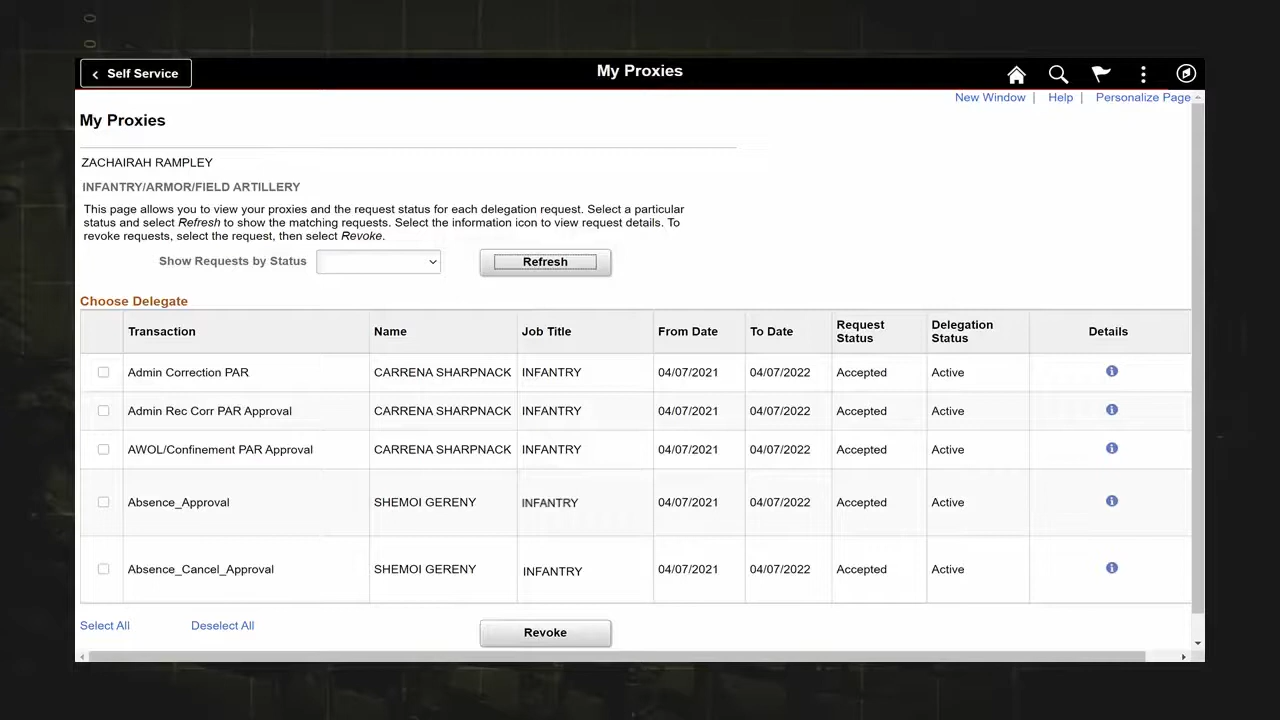 Self Service
My Proxies
New Window | Help | Personalize Page
My Proxies
ZACHAIRAH RAMPLEY
INFANTRY/ARMOR/FIELD ARTILLERY
This page allows you to view your proxies and the request status for each delegation request. Select a particular
status and select Refresh to show the matching requests. Select the information icon to view request details. To
revoke requests, select the request, then select Revoke.
Show Requests by Status Refresh
Choose Delegate
Transaction Name Job Title From Date To Date Request Status Delegation Status Details
Admin Correction PAR CARRENA SHARPNACK INFANTRY 04/07/2021 04/07/2022 Accepted Active
Admin Rec Corr PAR Approval CARRENA SHARPNACK INFANTRY 04/07/2021 04/07/2022 Accepted Active
AWOL/Confinement PAR Approval CARRENA SHARPNACK INFANTRY 04/07/2021 04/07/2022 Accepted Active
Absence_Approval SHEMOI GERENY INFANTRY 04/07/2021 04/07/2022 Accepted Active
Absence_Cancel_Approval SHEMOI GERENY INFANTRY 04/07/2021 04/07/2022 Accepted Active
Select All Deselect All Revoke